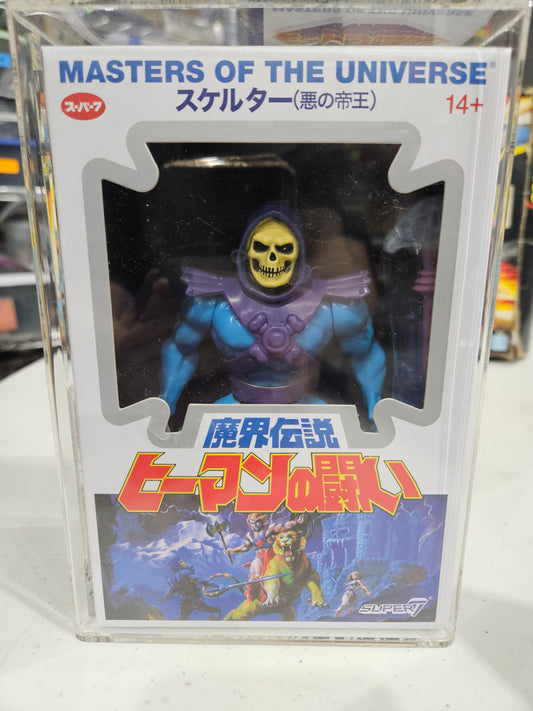 MASTERS OF THE UNIVERSE®
スーパー7
スケルター(悪の帝王)
14+
魔界伝説
ヒーマンの闘い
SUPER7